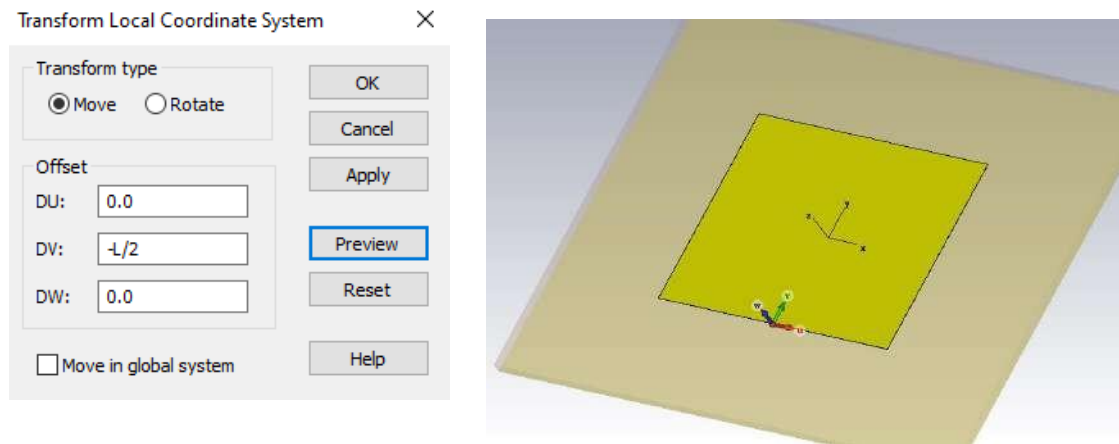 Transform Local Coordinate System
Transform type
Move
Rotate
OK
Cancel
Apply
Offset
DU: 0.0
DV: -L/2
DW: 0.0
Preview
Reset
Move in global system
Help
z
y
x
W
V
U